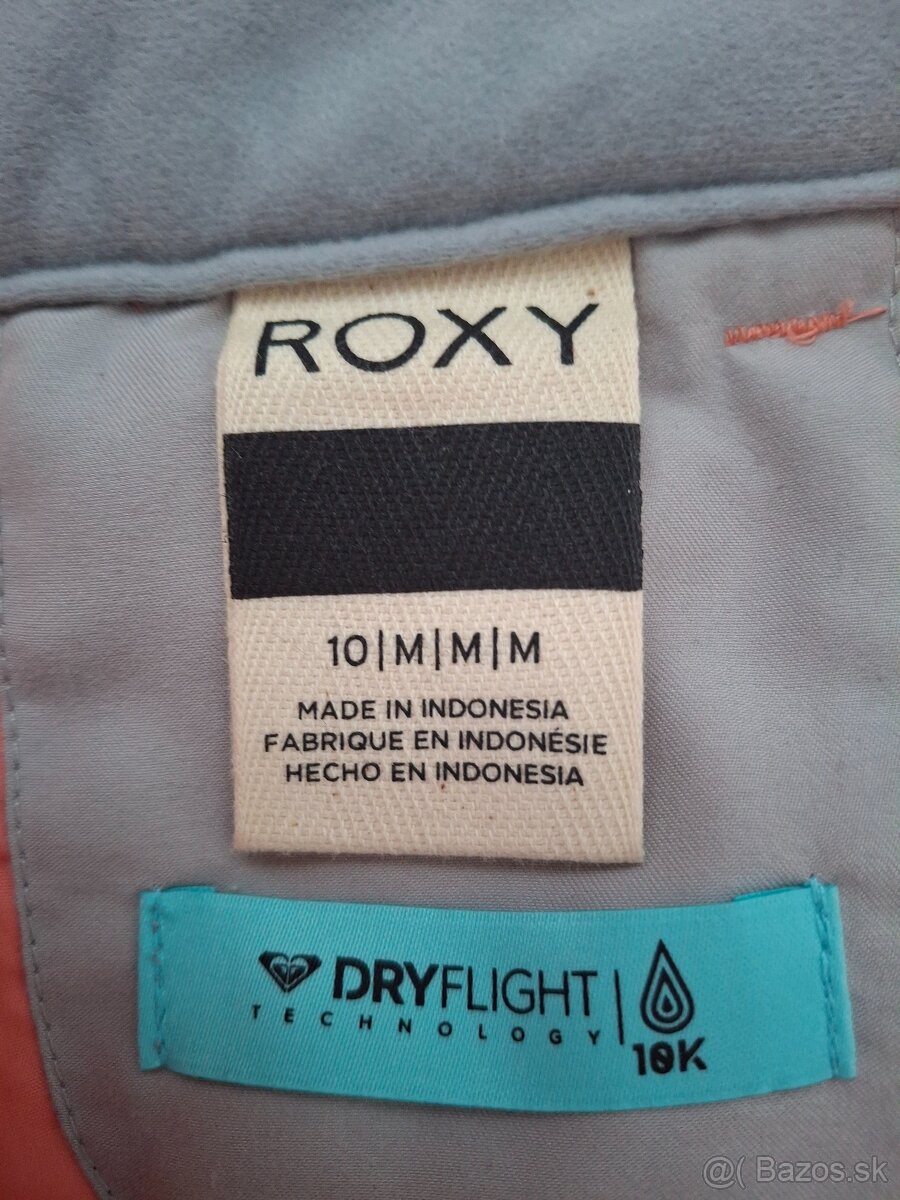 ROXY
10|M|M|M
MADE IN INDONESIA
FABRIQUE EN INDONÉSIE
HECHO EN INDONESIA
DRYFLIGHT
TECHNOLOGY
10K
@( Bazos.sk